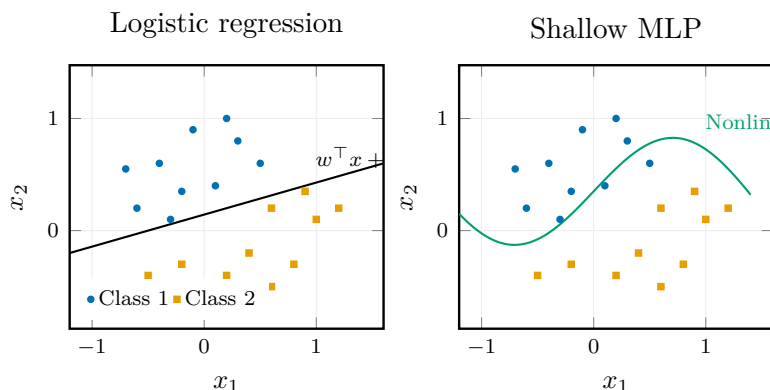 Logistic regression
1
0
x₂
w⊤x +
Class 1
Class 2
−1
0
1
x₁
Shallow MLP
1
0
x₂
Nonlin
−1
0
1
x₁